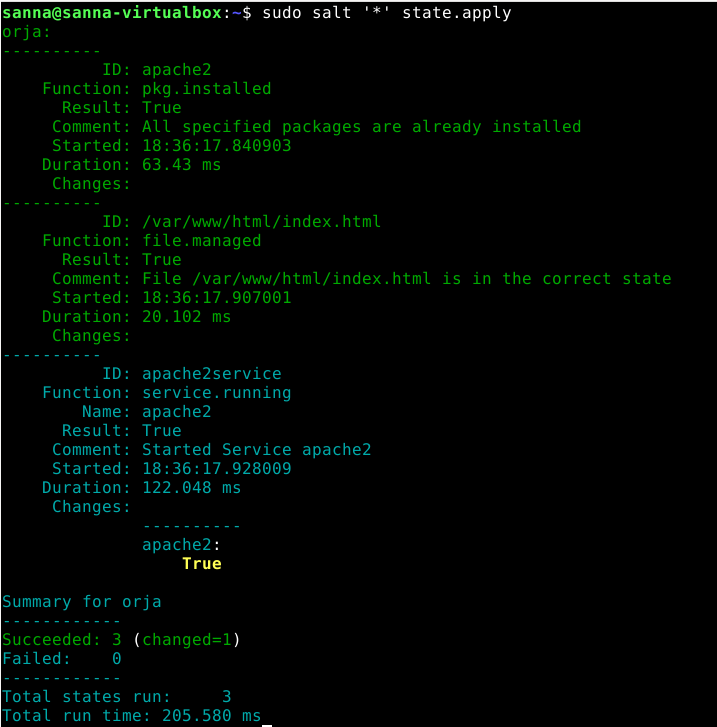 sanna@sanna-virtualbox:~$ sudo salt '*' state.apply
orja:
----------
          ID: apache2
    Function: pkg.installed
      Result: True
     Comment: All specified packages are already installed
     Started: 18:36:17.840903
    Duration: 63.43 ms
     Changes:
----------
          ID: /var/www/html/index.html
    Function: file.managed
      Result: True
     Comment: File /var/www/html/index.html is in the correct state
     Started: 18:36:17.907001
    Duration: 20.102 ms
     Changes:
----------
          ID: apache2service
    Function: service.running
        Name: apache2
      Result: True
     Comment: Started Service apache2
     Started: 18:36:17.928009
    Duration: 122.048 ms
     Changes:
              ----------
              apache2:
                  True

Summary for orja
------------
Succeeded: 3 (changed=1)
Failed:    0
------------
Total states run:     3
Total run time: 205.580 ms